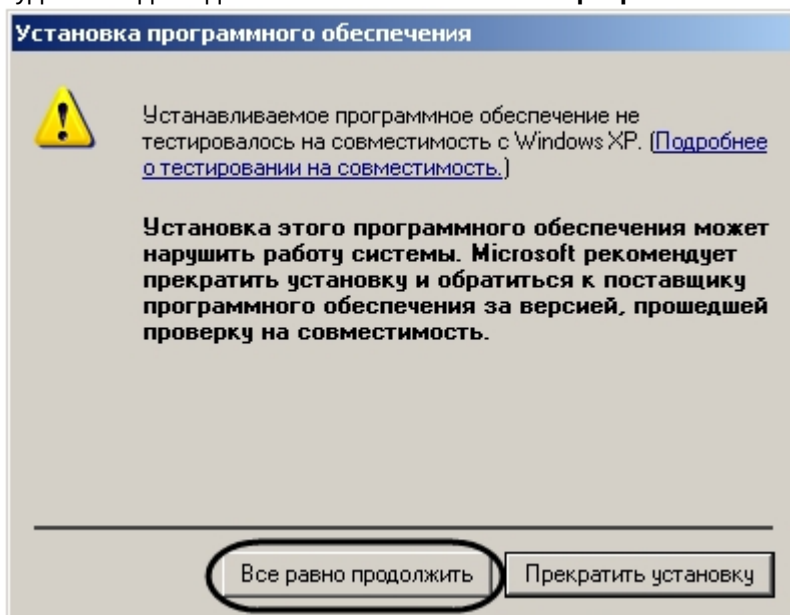 Установка программного обеспечения
Устанавливаемое программное обеспечение не
тестировалось на совместимость с Windows XP. (Подробнее
о тестировании на совместимость.)
Установка этого программного обеспечения может
нарушить работу системы. Microsoft рекомендует
прекратить установку и обратиться к поставщику
программного обеспечения за версией, прошедшей
проверку на совместимость.
Все равно продолжить Прекратить установку